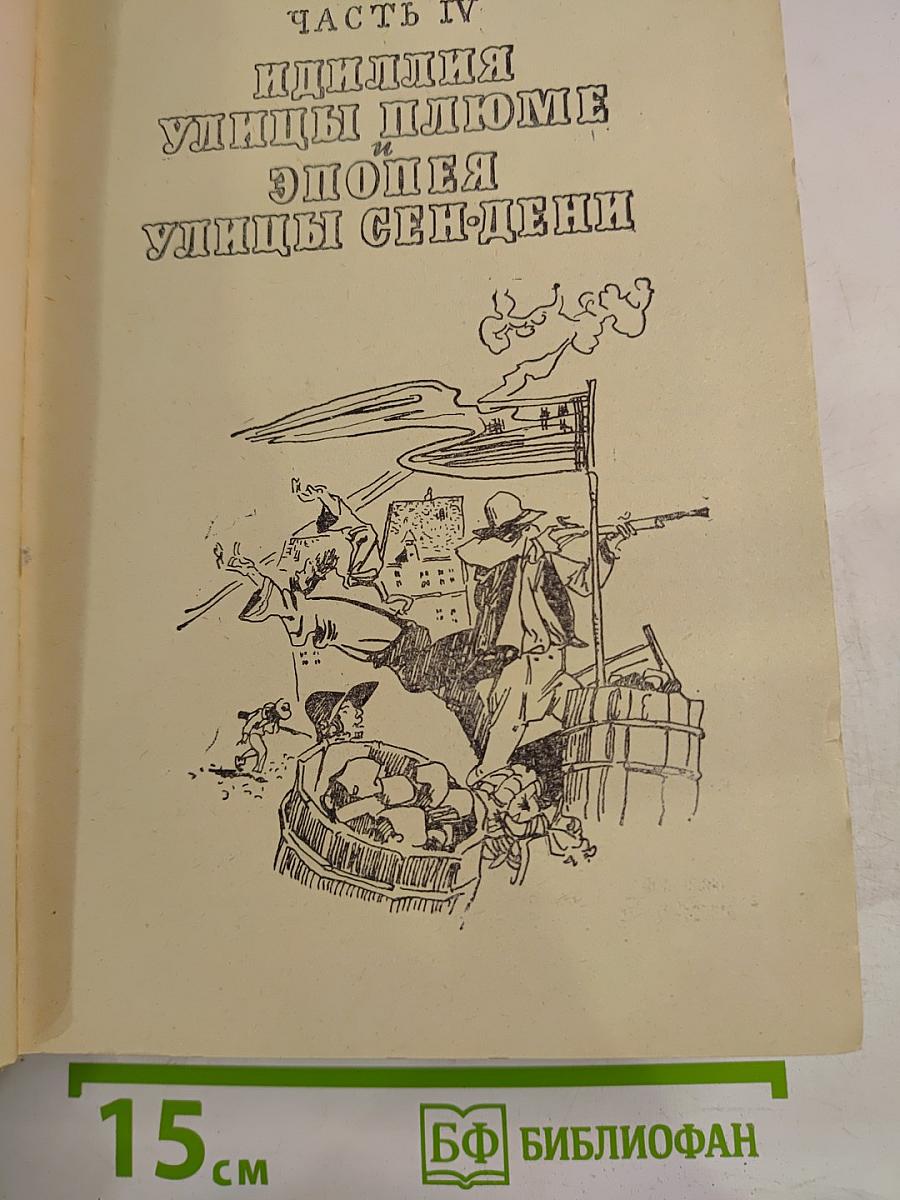 ЧАСТЬ IV
ИДИЛЛИЯ
УЛИЦЫ ПЛЮМЕ
и
ЭПОПЕЯ
УЛИЦЫ СЕН-ДЕНИ
15 см
БФ БИБЛИОФАН